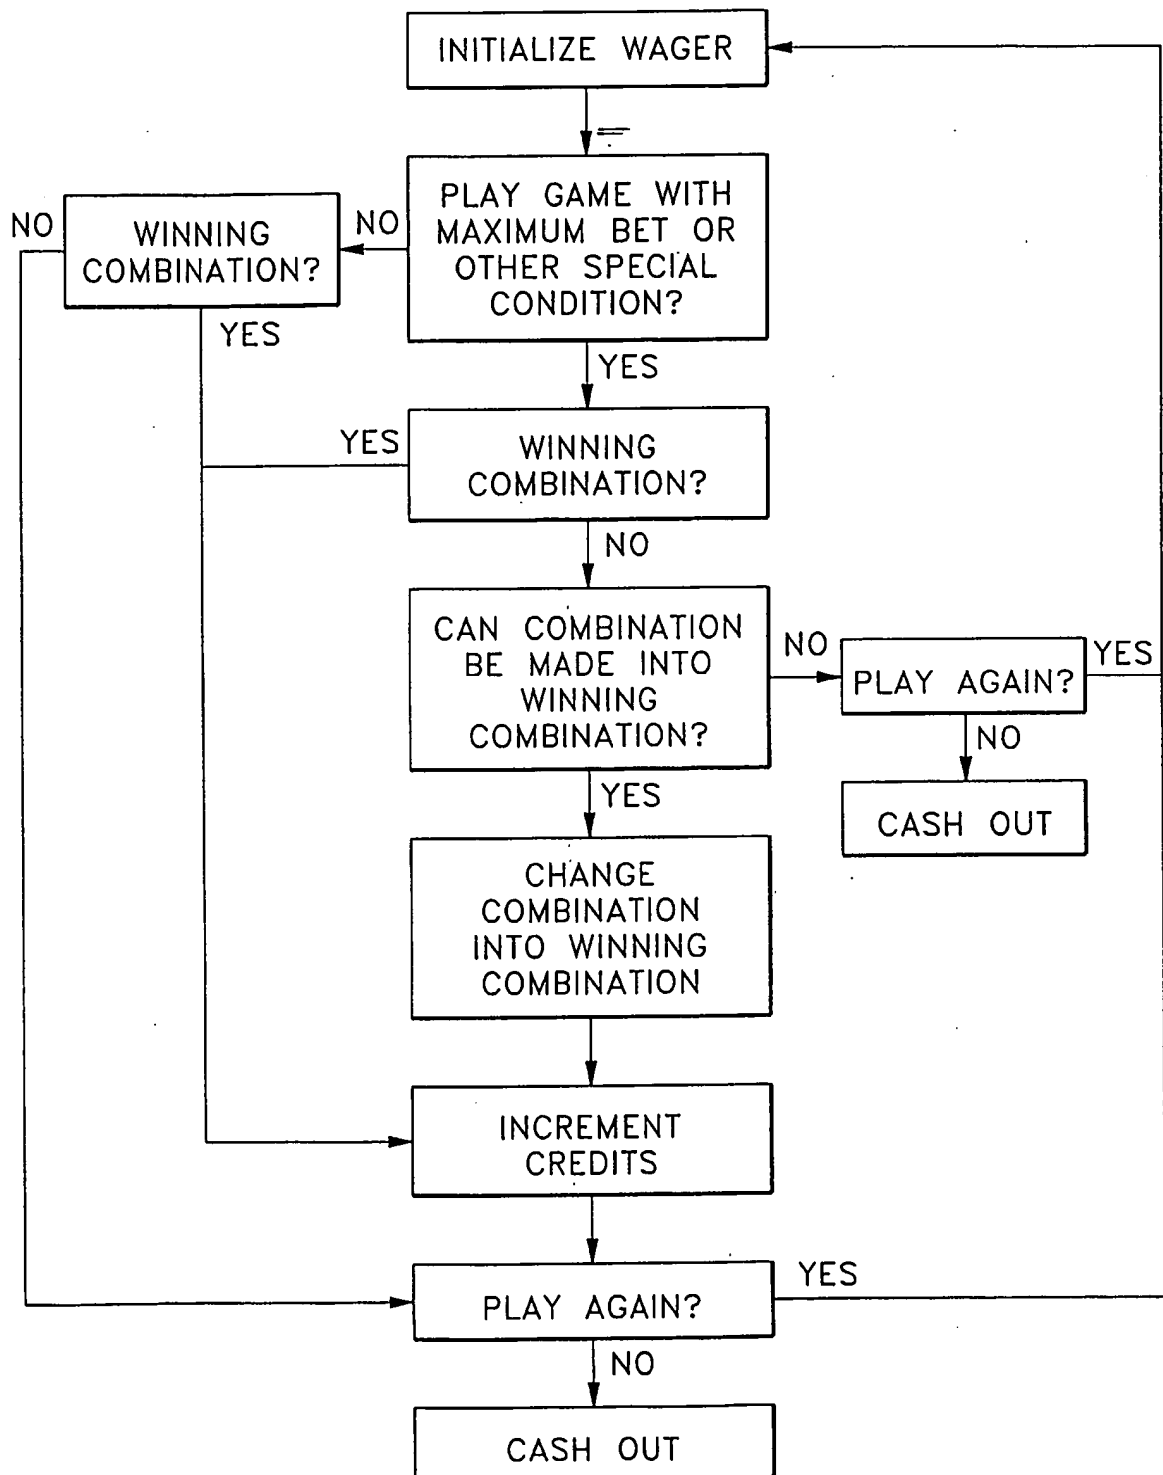 INITIALIZE WAGER
PLAY GAME WITH
MAXIMUM BET OR
OTHER SPECIAL
CONDITION?
NO
WINNING
COMBINATION?
NO
YES
YES
WINNING
COMBINATION?
YES
NO
CAN COMBINATION
BE MADE INTO
WINNING
COMBINATION?
NO
PLAY AGAIN?
YES
NO
CASH OUT
YES
CHANGE
COMBINATION
INTO WINNING
COMBINATION
INCREMENT
CREDITS
PLAY AGAIN?
YES
NO
CASH OUT